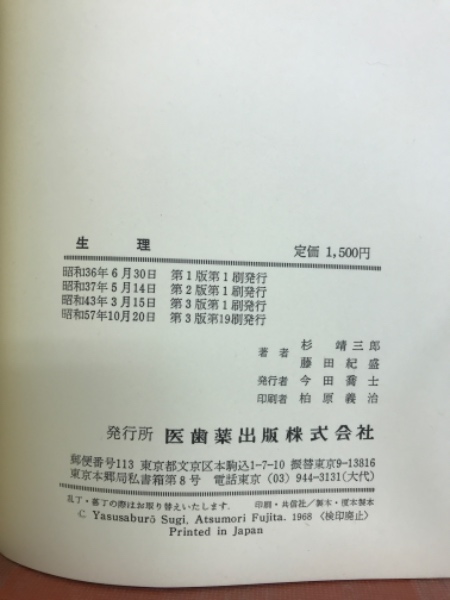 生 理 定価 1,500円
昭和36年6月30日 第1版第1刷発行
昭和37年5月14日 第2版第1刷発行
昭和43年3月15日 第3版第1刷発行
昭和57年10月20日 第3版第19刷発行
著者 杉 靖三郎
藤田紀盛
発行者 今田喬士
印刷者 柏原義治
発行所 医歯薬出版株式会社
郵便番号113 東京都文京区本駒込1-7-10 振替東京9-13816
東京本郷局私書箱第8号 電話東京(03)944-3131(大代)
乱丁・落丁の際はお取り替えいたします. 印刷・共信社/製本・榎本製本
© Yasusaburō Sugi, Atsumori Fujita. 1968 〈検印廃止〉
Printed in Japan